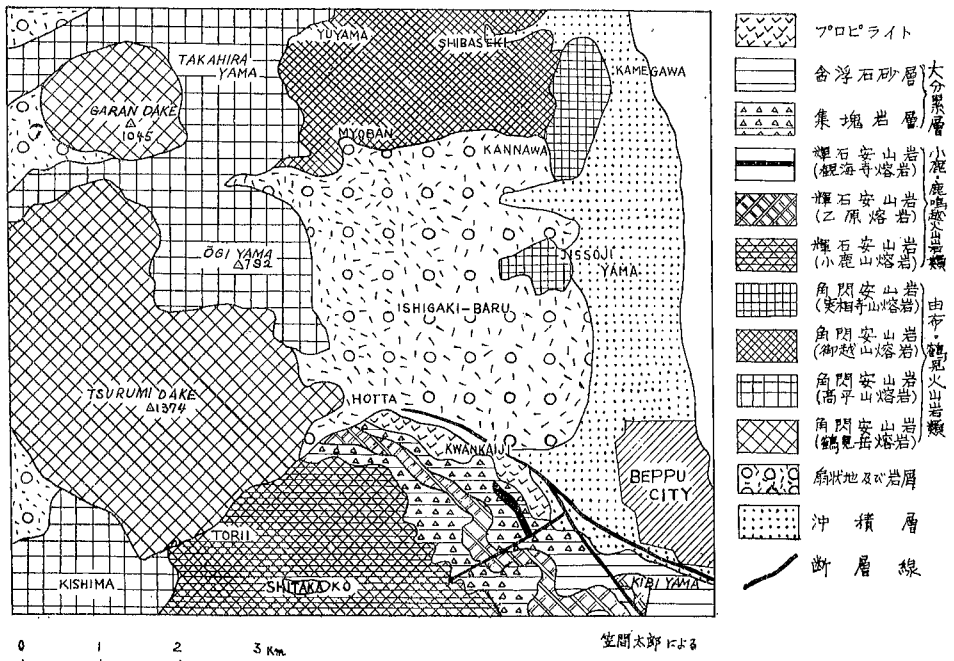 YUYAMA
SHIBASEKI
TAKAHIRA
YAMA
KAMEGAWA
GARAN DAKE
△
1045
MYOBAN
KANNAWA
ŌGI YAMA
△792
JISSOJI
YAMA
ISHIGAKI-BARU
TSURUMI DAKE
△1374
HOTTA
KWANKAIJI
BEPPU
CITY
TORII
KISHIMA
SHITAKA KO
KIBI YAMA
0 1 2 3 Km
笠間太郎による
プロピライト
含浮石砂層
集塊岩層
大分累層
輝石安山岩
(観海寺熔岩)
輝石安山岩
(乙原熔岩)
輝石安山岩
(小鹿山熔岩)
小鹿・鹿鳴越火山岩類
角閃安山岩
(実相寺山熔岩)
角閃安山岩
(御越山熔岩)
角閃安山岩
(高平山熔岩)
角閃安山岩
(鶴見岳熔岩)
由布・鶴見火山岩類
扇状地及び岩屑
沖積層
断層線